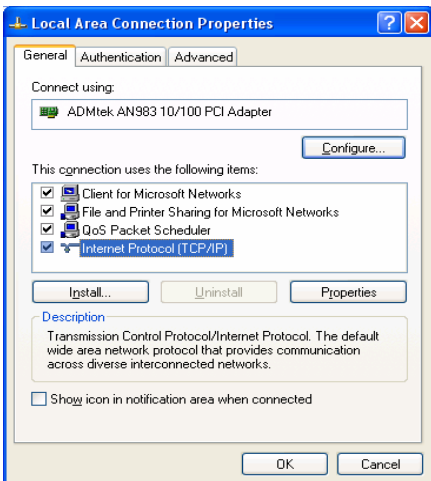 Local Area Connection Properties
General Authentication Advanced
Connect using:
ADMtek AN983 10/100 PCI Adapter
Configure...
This connection uses the following items:
Client for Microsoft Networks
File and Printer Sharing for Microsoft Networks
QoS Packet Scheduler
Internet Protocol (TCP/IP)
Install... Uninstall Properties
Description
Transmission Control Protocol/Internet Protocol. The default
wide area network protocol that provides communication
across diverse interconnected networks.
Show icon in notification area when connected
OK Cancel